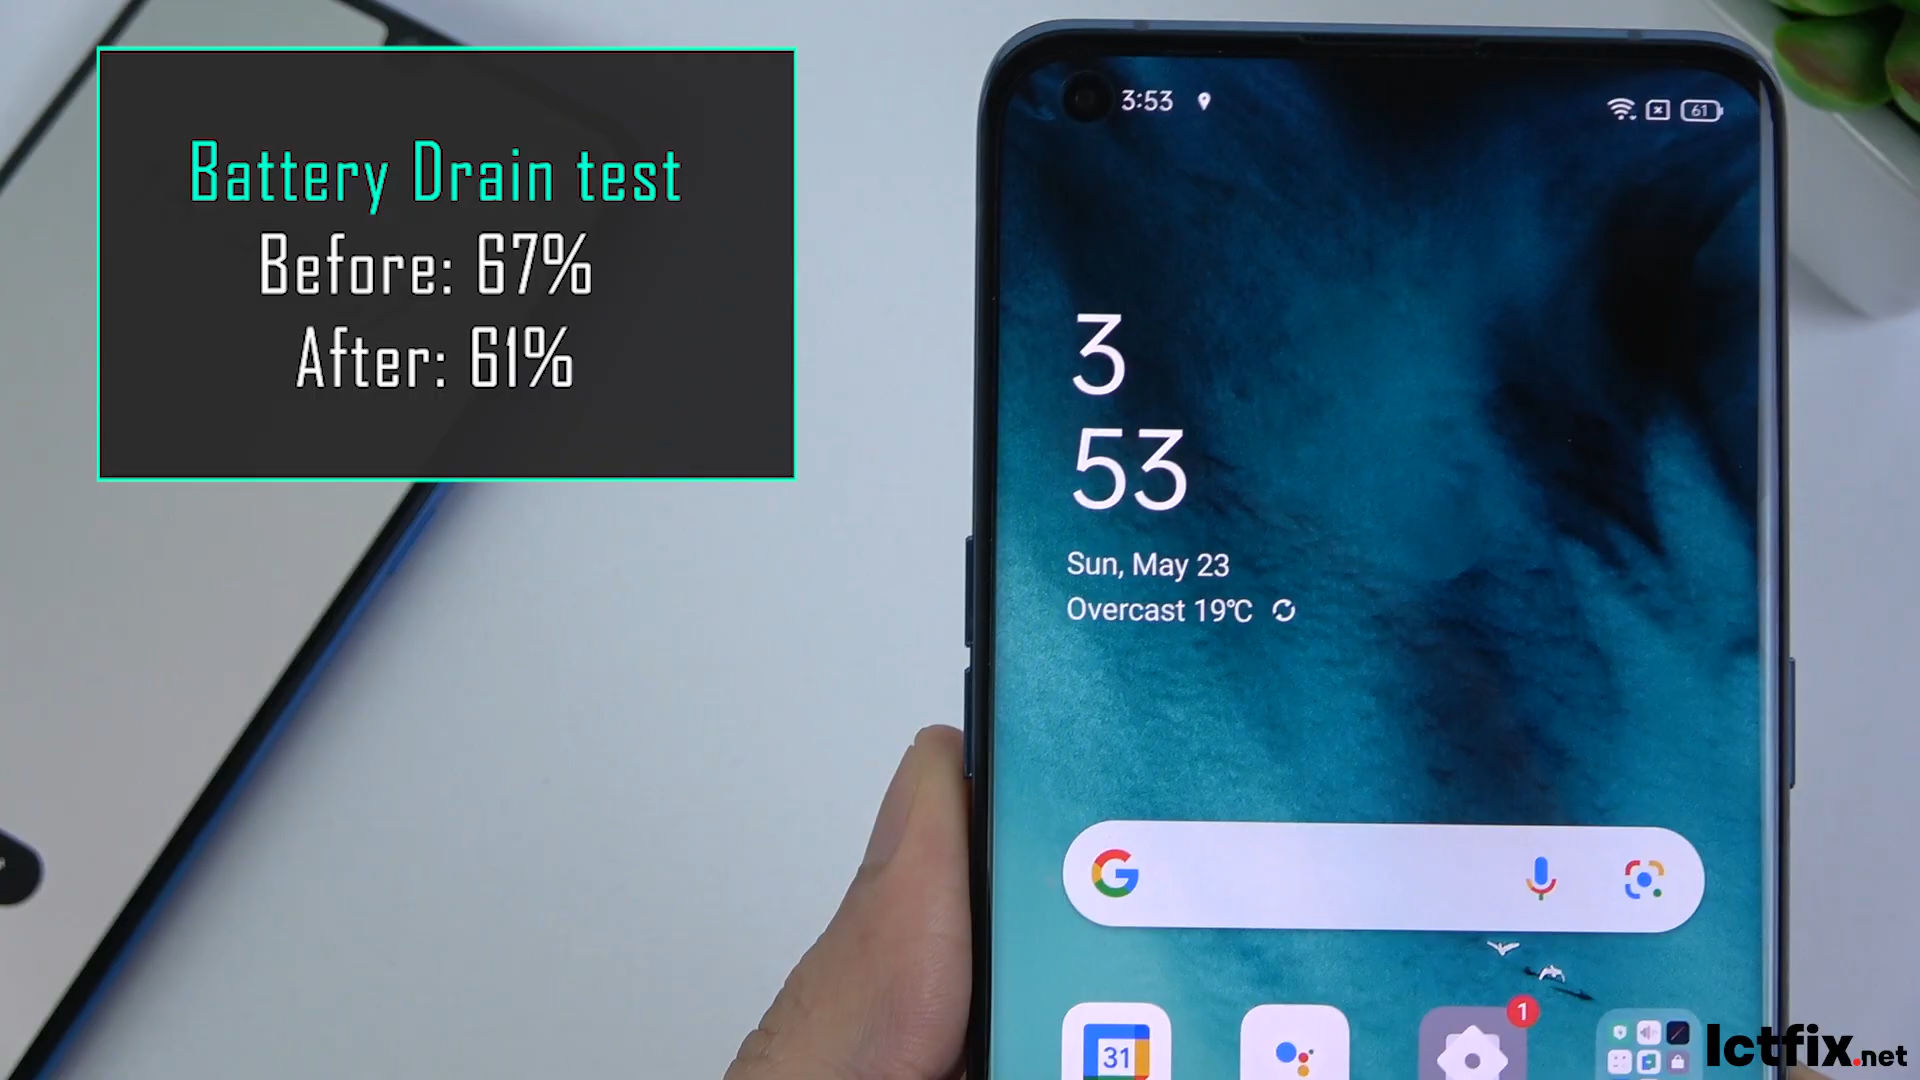 Battery Drain test
Before: 67%
After: 61%
3:53
61
3
53
Sun, May 23
Overcast 19℃
G
1
31
Ictfix.net